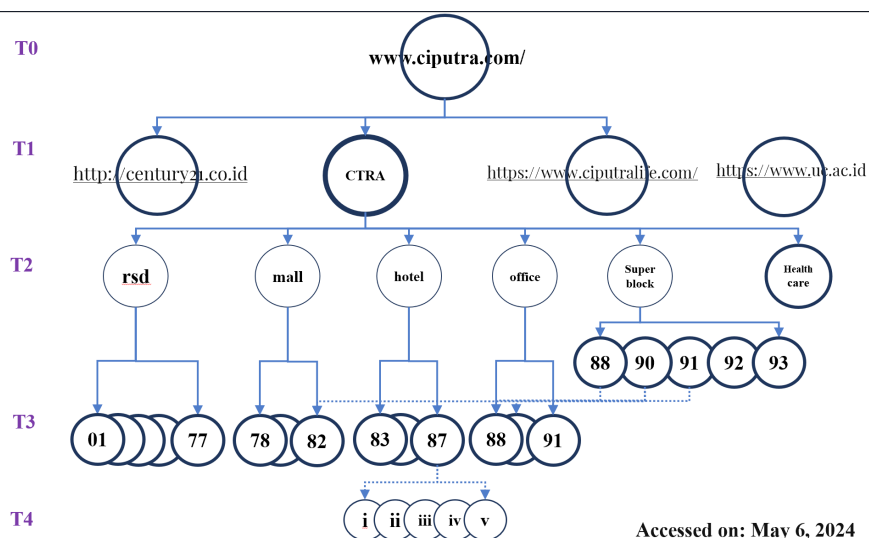 T0
www.ciputra.com/
T1
http://century21.co.id
CTRA
https://www.ciputralife.com/
https://www.uc.ac.id
T2
rsd
mall
hotel
office
Super
block
Health
care
88
90
91
92
93
T3
01
77
78
82
83
87
88
91
T4
i
ii
iii
iv
v
Accessed on: May 6, 2024